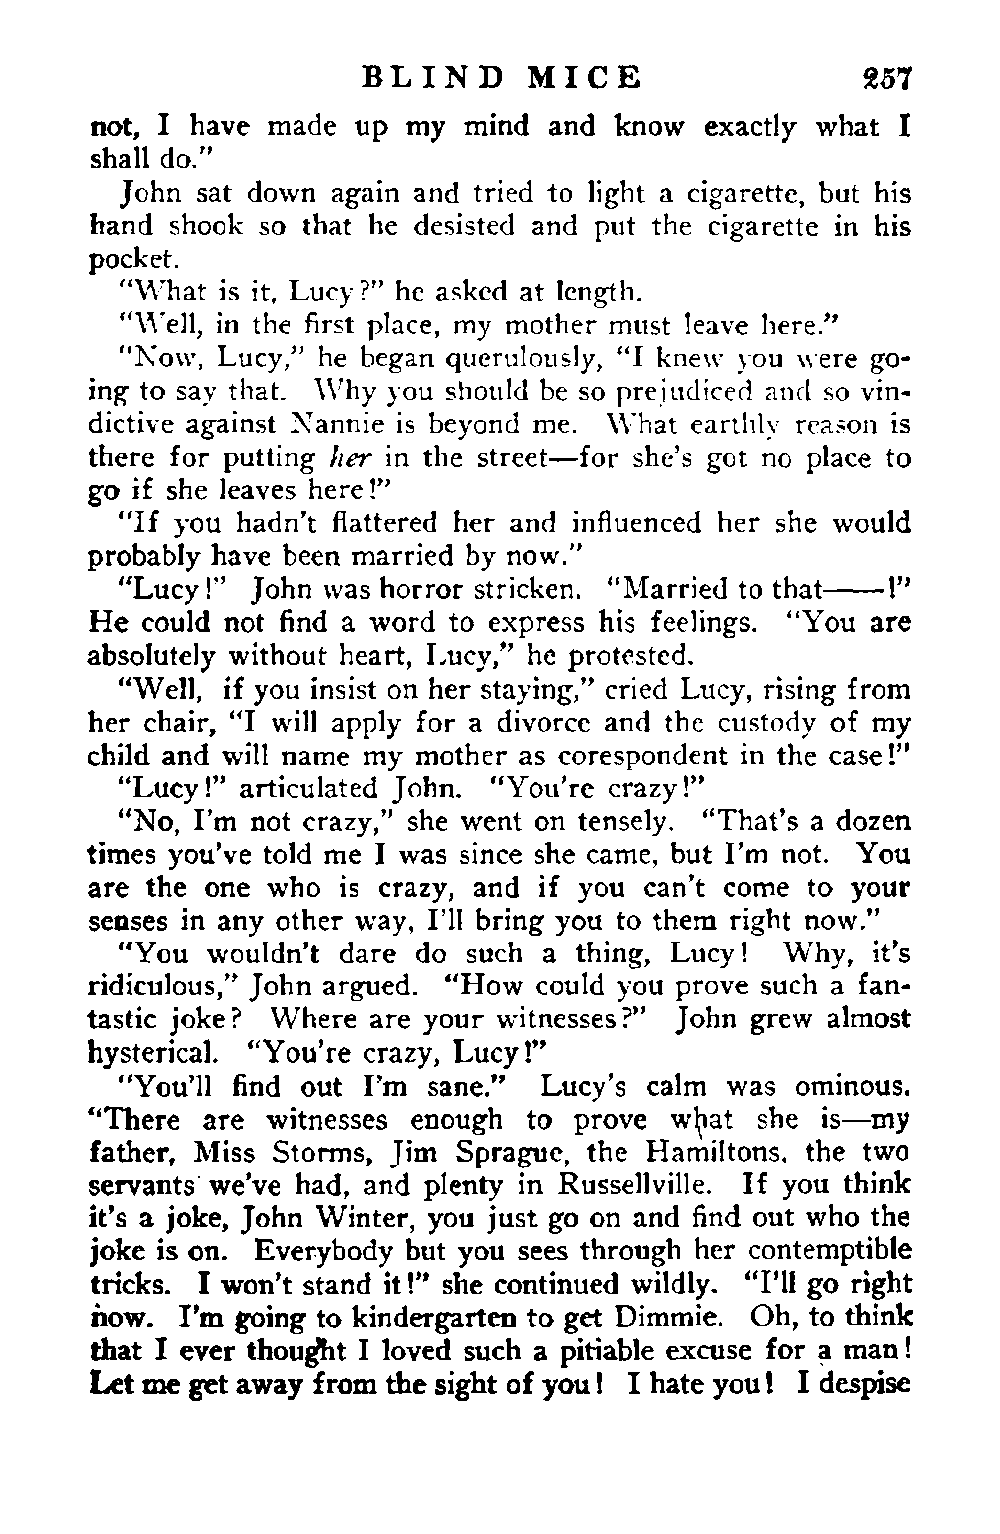 BLIND MICE 257
not, I have made up my mind and know exactly what I
shall do."
John sat down again and tried to light a cigarette, but his
hand shook so that he desisted and put the cigarette in his
pocket.
"What is it, Lucy?" he asked at length.
"Well, in the first place, my mother must leave here."
"Now, Lucy," he began querulously, "I knew you were go-
ing to say that. Why you should be so prejudiced and so vin-
dictive against Nannie is beyond me. What earthly reason is
there for putting her in the street—for she's got no place to
go if she leaves here!"
"If you hadn't flattered her and influenced her she would
probably have been married by now."
"Lucy!" John was horror stricken. "Married to that——!"
He could not find a word to express his feelings. "You are
absolutely without heart, Lucy," he protested.
"Well, if you insist on her staying," cried Lucy, rising from
her chair, "I will apply for a divorce and the custody of my
child and will name my mother as corespondent in the case!"
"Lucy!" articulated John. "You're crazy!"
"No, I'm not crazy," she went on tensely. "That's a dozen
times you've told me I was since she came, but I'm not. You
are the one who is crazy, and if you can't come to your
senses in any other way, I'll bring you to them right now."
"You wouldn't dare do such a thing, Lucy! Why, it's
ridiculous," John argued. "How could you prove such a fan-
tastic joke? Where are your witnesses?" John grew almost
hysterical. "You're crazy, Lucy!"
"You'll find out I'm sane." Lucy's calm was ominous.
"There are witnesses enough to prove what she is—my
father, Miss Storms, Jim Sprague, the Hamiltons, the two
servants we've had, and plenty in Russellville. If you think
it's a joke, John Winter, you just go on and find out who the
joke is on. Everybody but you sees through her contemptible
tricks. I won't stand it!" she continued wildly. "I'll go right
now. I'm going to kindergarten to get Dimmie. Oh, to think
that I ever thought I loved such a pitiable excuse for a man!
Let me get away from the sight of you! I hate you! I despise